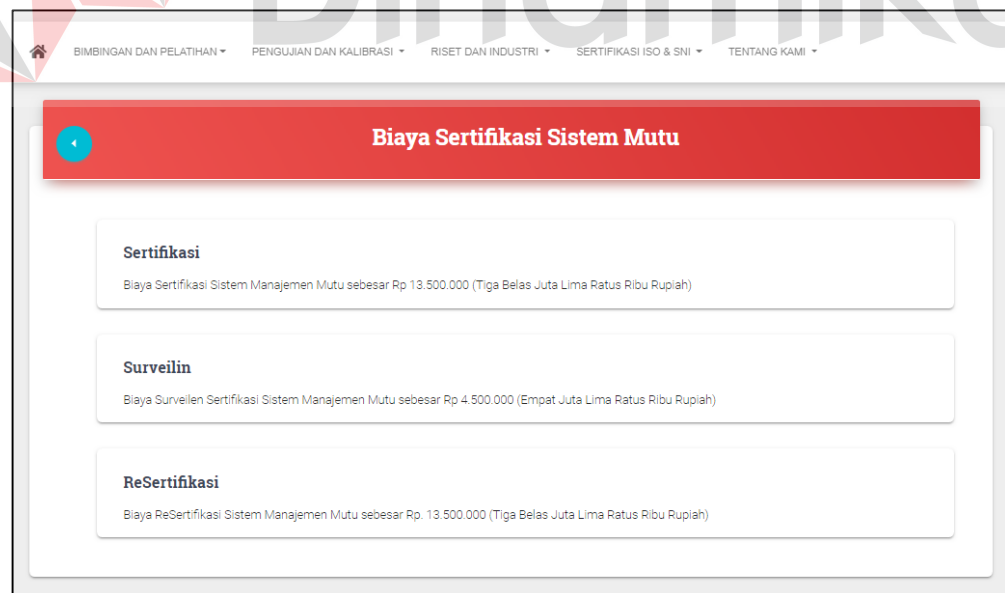 Dinamika
BIMBINGAN DAN PELATIHAN PENGUJIAN DAN KALIBRASI RISET DAN INDUSTRI SERTIFIKASI ISO & SNI TENTANG KAMI
Biaya Sertifikasi Sistem Mutu
Sertifikasi
Biaya Sertifikasi Sistem Manajemen Mutu sebesar Rp 13.500.000 (Tiga Belas Juta Lima Ratus Ribu Rupiah)
Surveilin
Biaya Surveilen Sertifikasi Sistem Manajemen Mutu sebesar Rp 4.500.000 (Empat Juta Lima Ratus Ribu Rupiah)
ReSertifikasi
Biaya ReSertifikasi Sistem Manajemen Mutu sebesar Rp. 13.500.000 (Tiga Belas Juta Lima Ratus Ribu Rupiah)